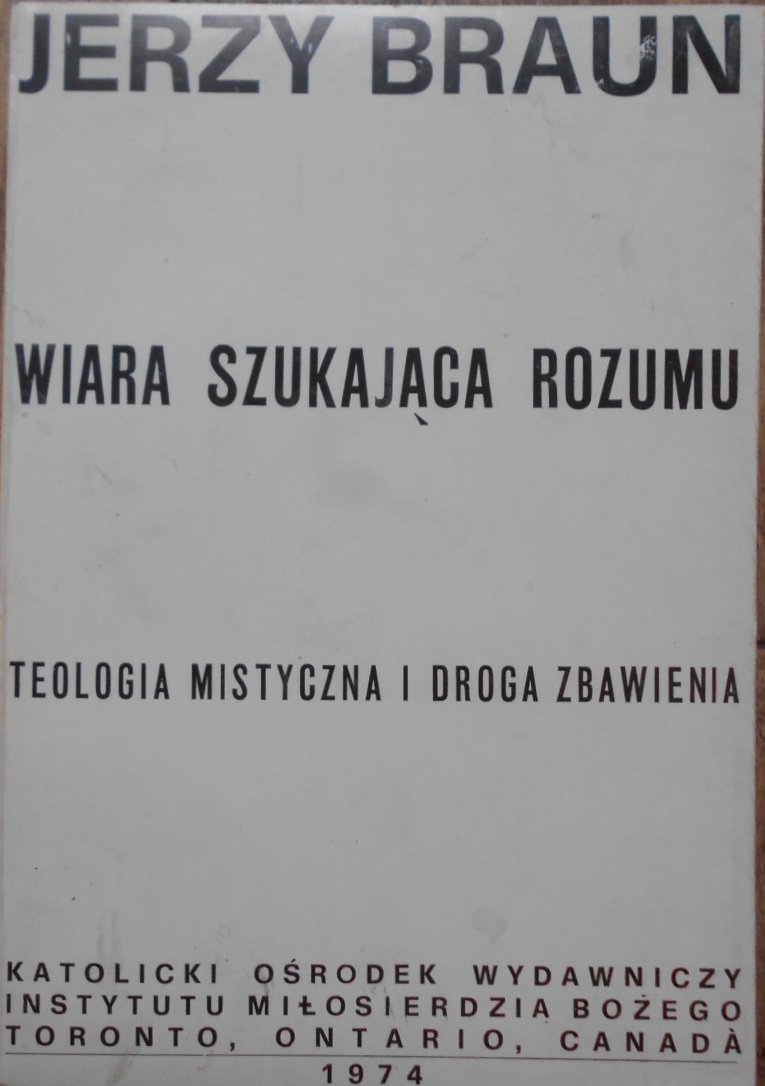 JERZY BRAUN
WIARA SZUKAJĄCA ROZUMU
TEOLOGIA MISTYCZNA I DROGA ZBAWIENIA
KATOLICKI OŚRODEK WYDAWNICZY
INSTYTUTU MIŁOSIERDZIA BOŻEGO
TORONTO, ONTARIO, CANADÀ
1974